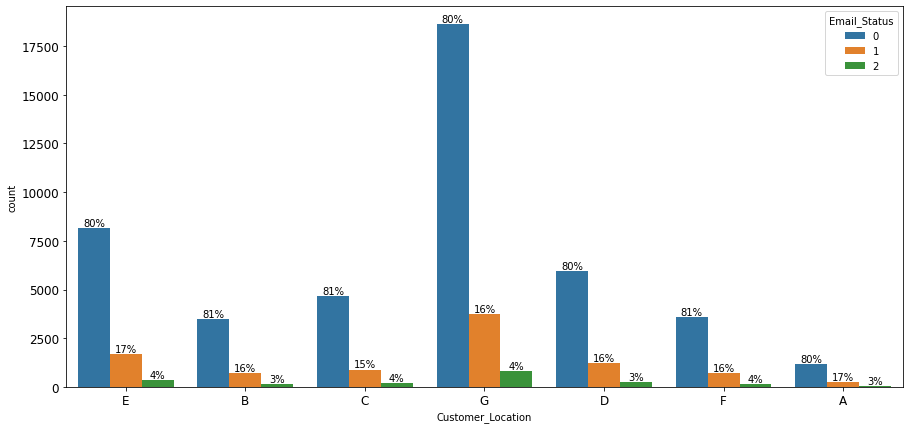 Email_Status
0
1
2
count
17500
15000
12500
10000
7500
5000
2500
0
80% 17% 4%
81% 16% 3%
81% 15% 4%
80% 16% 4%
80% 16% 3%
81% 16% 4%
80% 17% 3%
E B C G D F A
Customer_Location